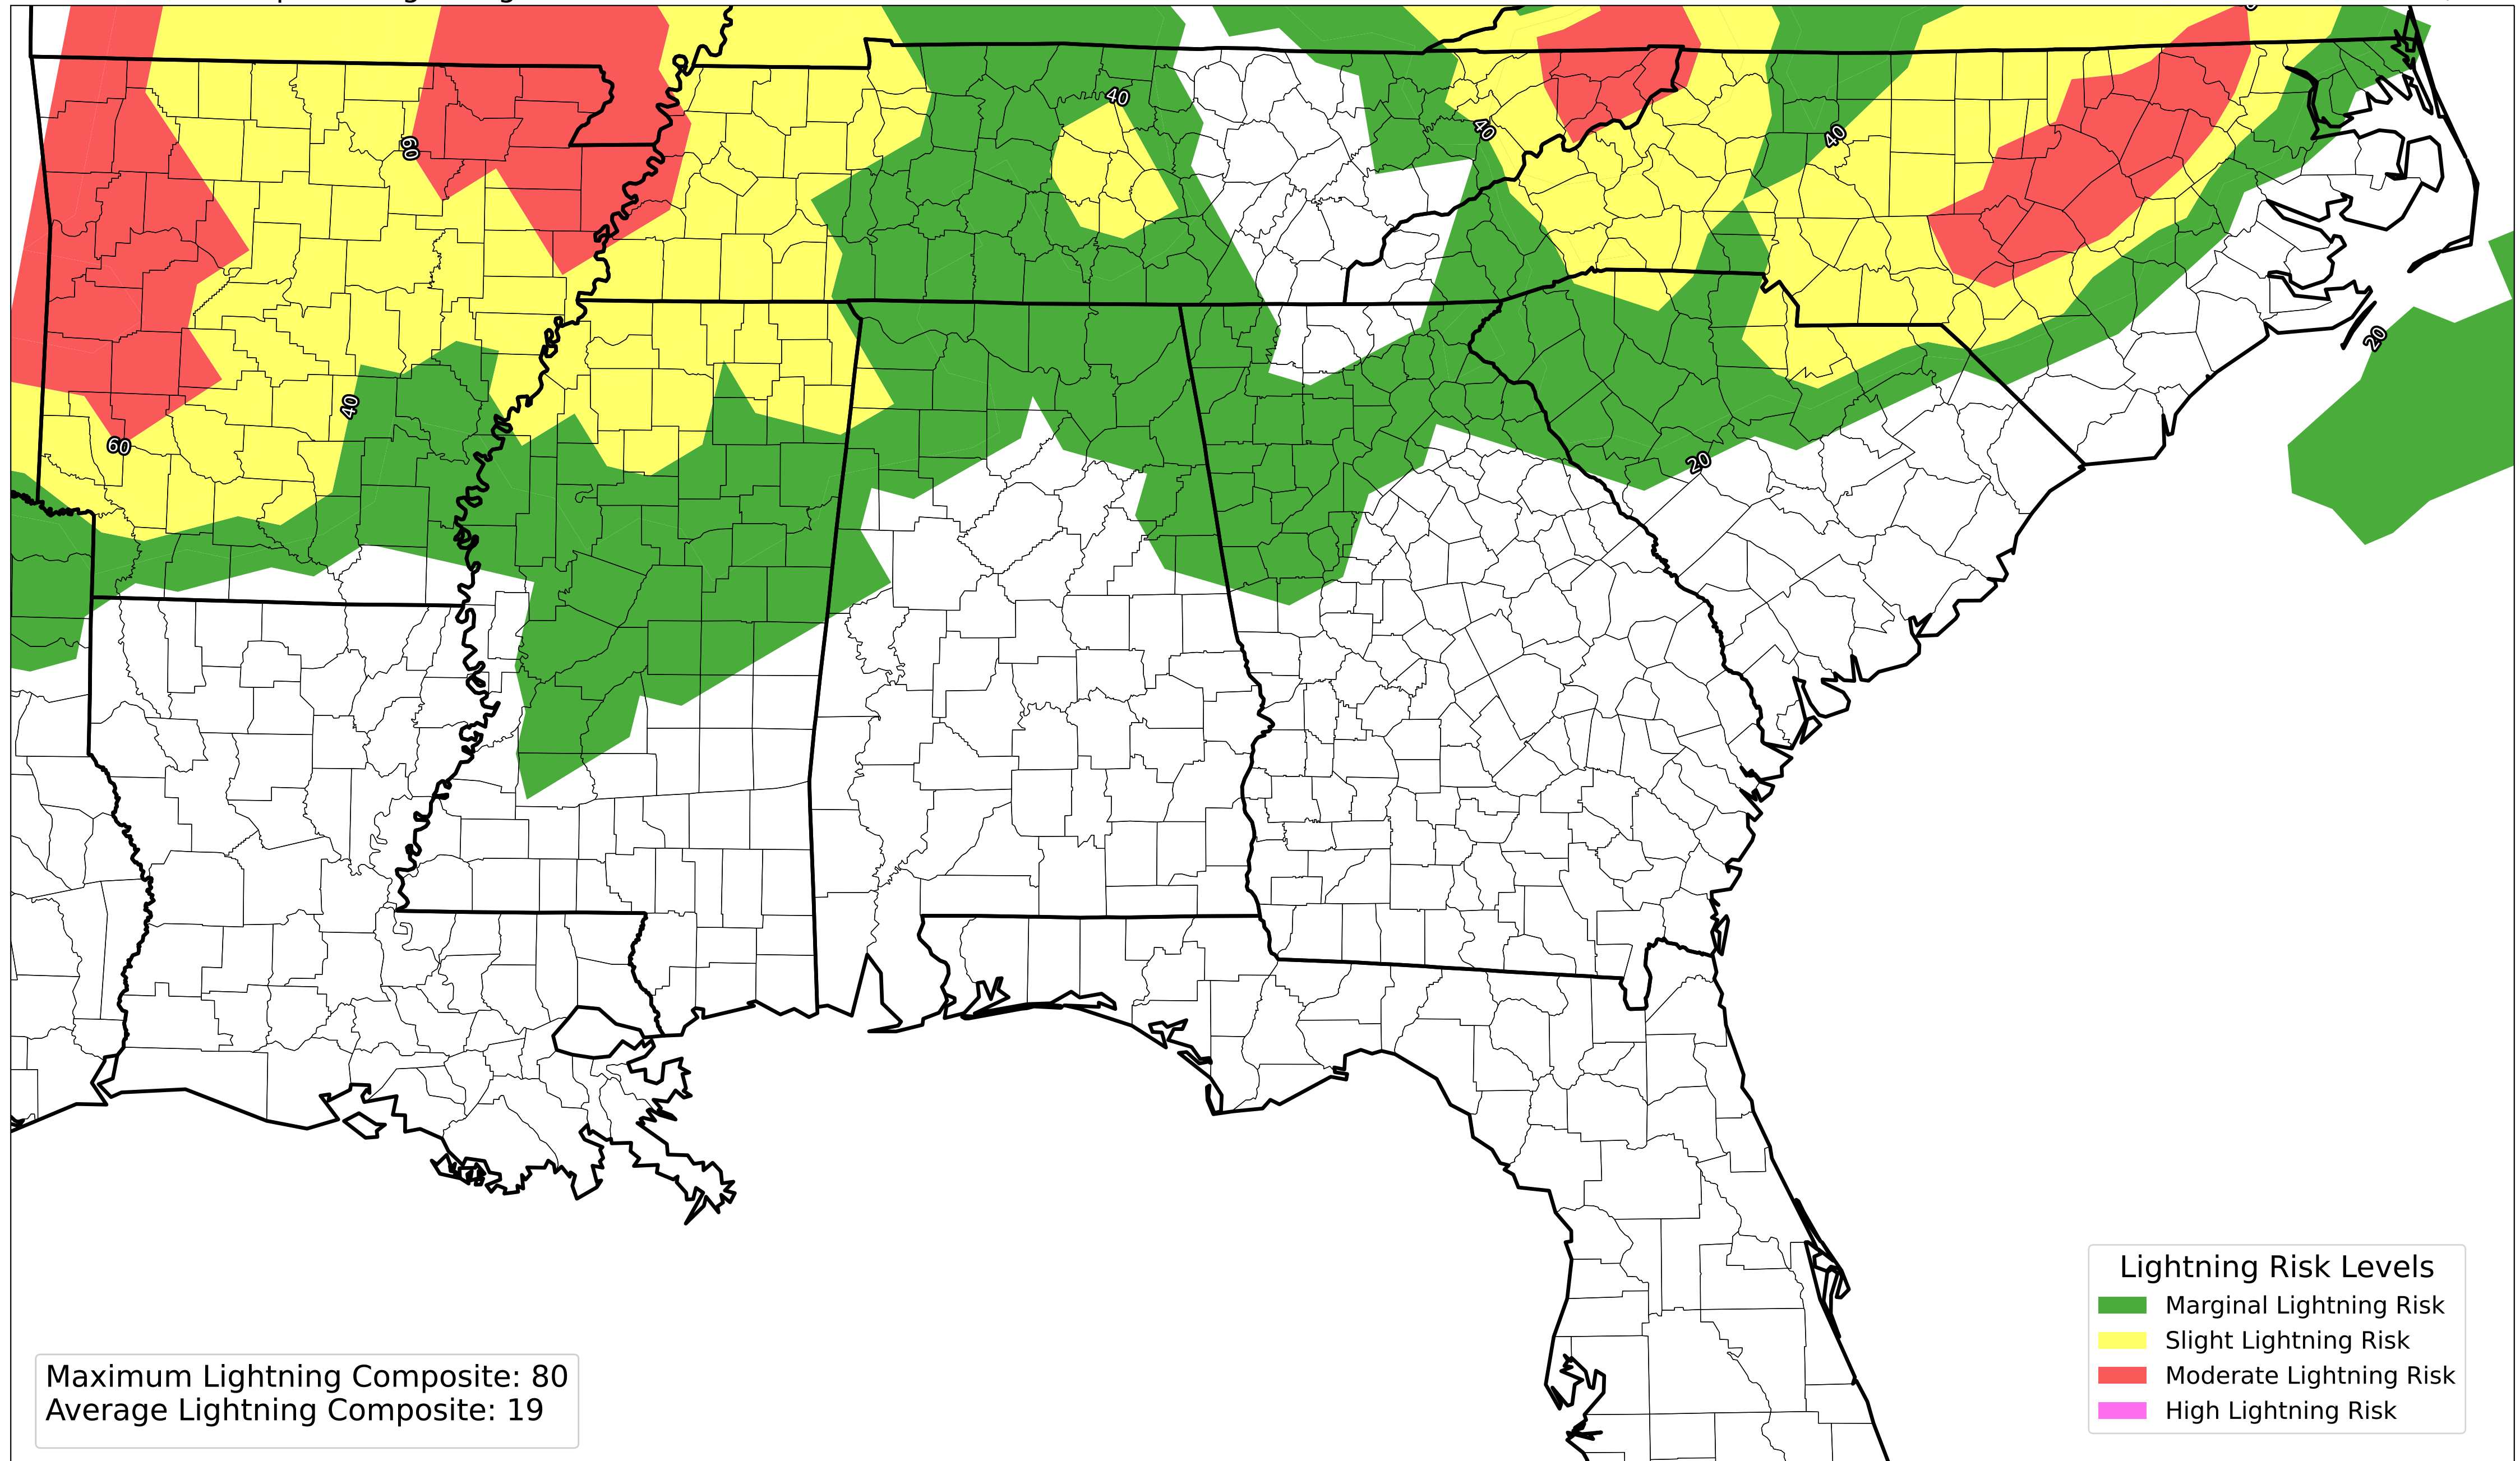 40
60
40
40
40
20
40
60
20
Lightning Risk Levels
Marginal Lightning Risk
Slight Lightning Risk
Moderate Lightning Risk
High Lightning Risk
Maximum Lightning Composite: 80
Average Lightning Composite: 19